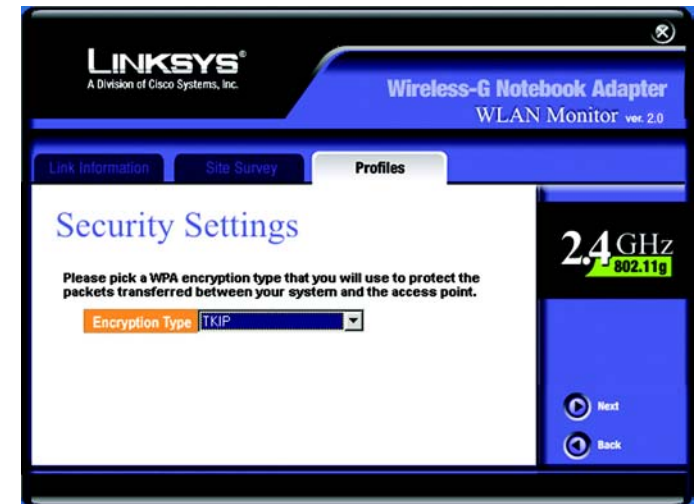 LINKSYS®
A Division of Cisco Systems, Inc.
Wireless-G Notebook Adapter
WLAN Monitor ver. 2.0
Link Information
Site Survey
Profiles
Security Settings
Please pick a WPA encryption type that you will use to protect the
packets transferred between your system and the access point.
Encryption Type TKIP
2.4 GHz
802.11g
Next
Back